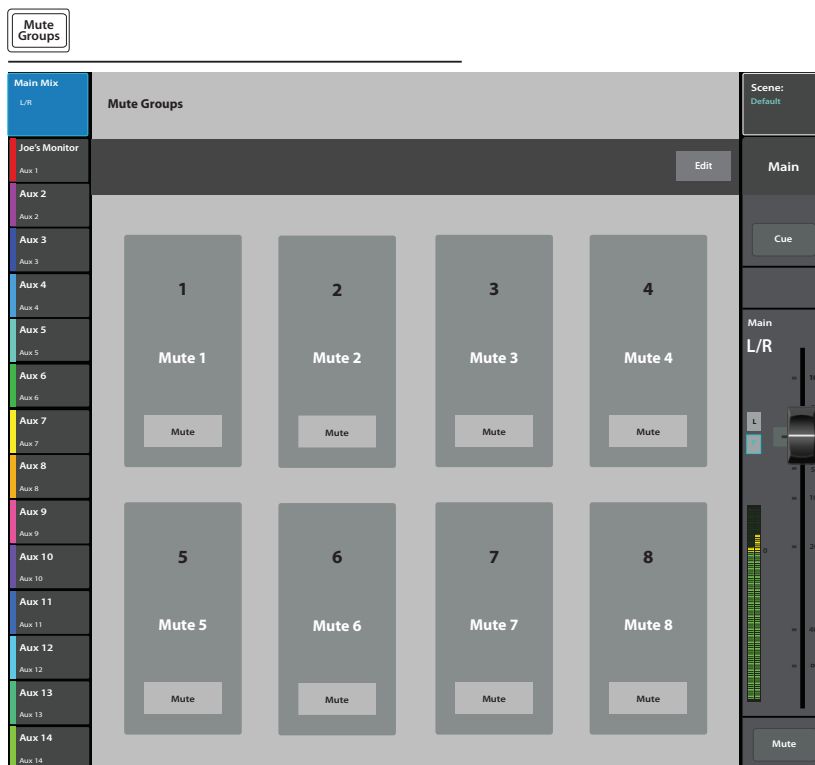 Mute
Groups
Main Mix
L/R
Joe's Monitor
Aux 1
Aux 2
Aux 2
Aux 3
Aux 3
Aux 4
Aux 4
Aux 5
Aux 5
Aux 6
Aux 6
Aux 7
Aux 7
Aux 8
Aux 8
Aux 9
Aux 9
Aux 10
Aux 10
Aux 11
Aux 11
Aux 12
Aux 12
Aux 13
Aux 13
Aux 14
Aux 14
Mute Groups
Edit
1
Mute 1
Mute
2
Mute 2
Mute
3
Mute 3
Mute
4
Mute 4
Mute
5
Mute 5
Mute
6
Mute 6
Mute
7
Mute 7
Mute
8
Mute 8
Mute
Scene:
Default
Main
Cue
Main
L/R
L
0
Mute